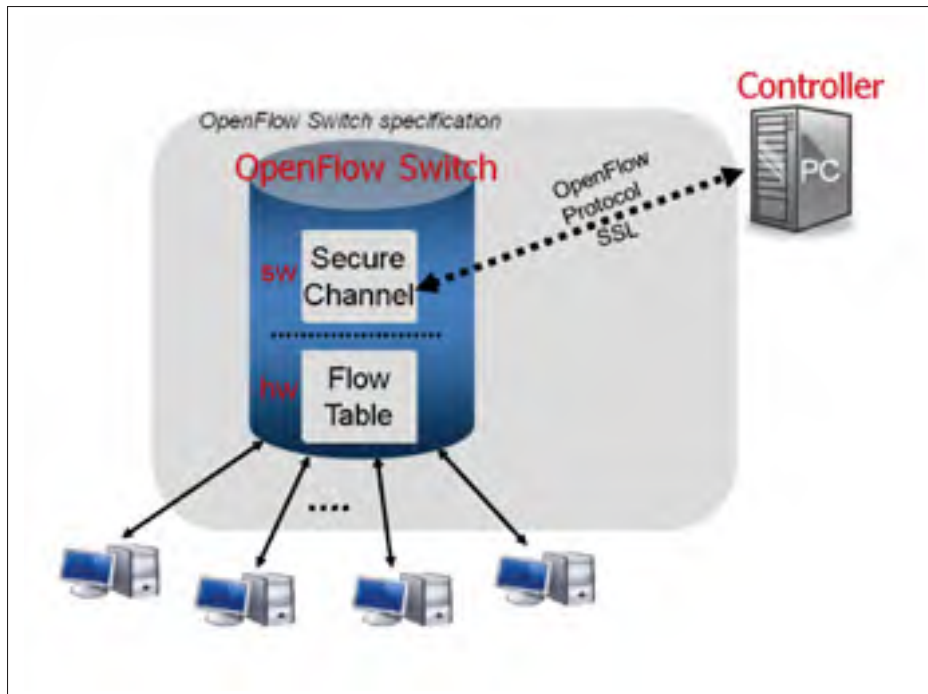 Controller
PC
OpenFlow Switch specification
OpenFlow Switch
OpenFlow
Protocol
SSL
sw
Secure
Channel
hw
Flow
Table